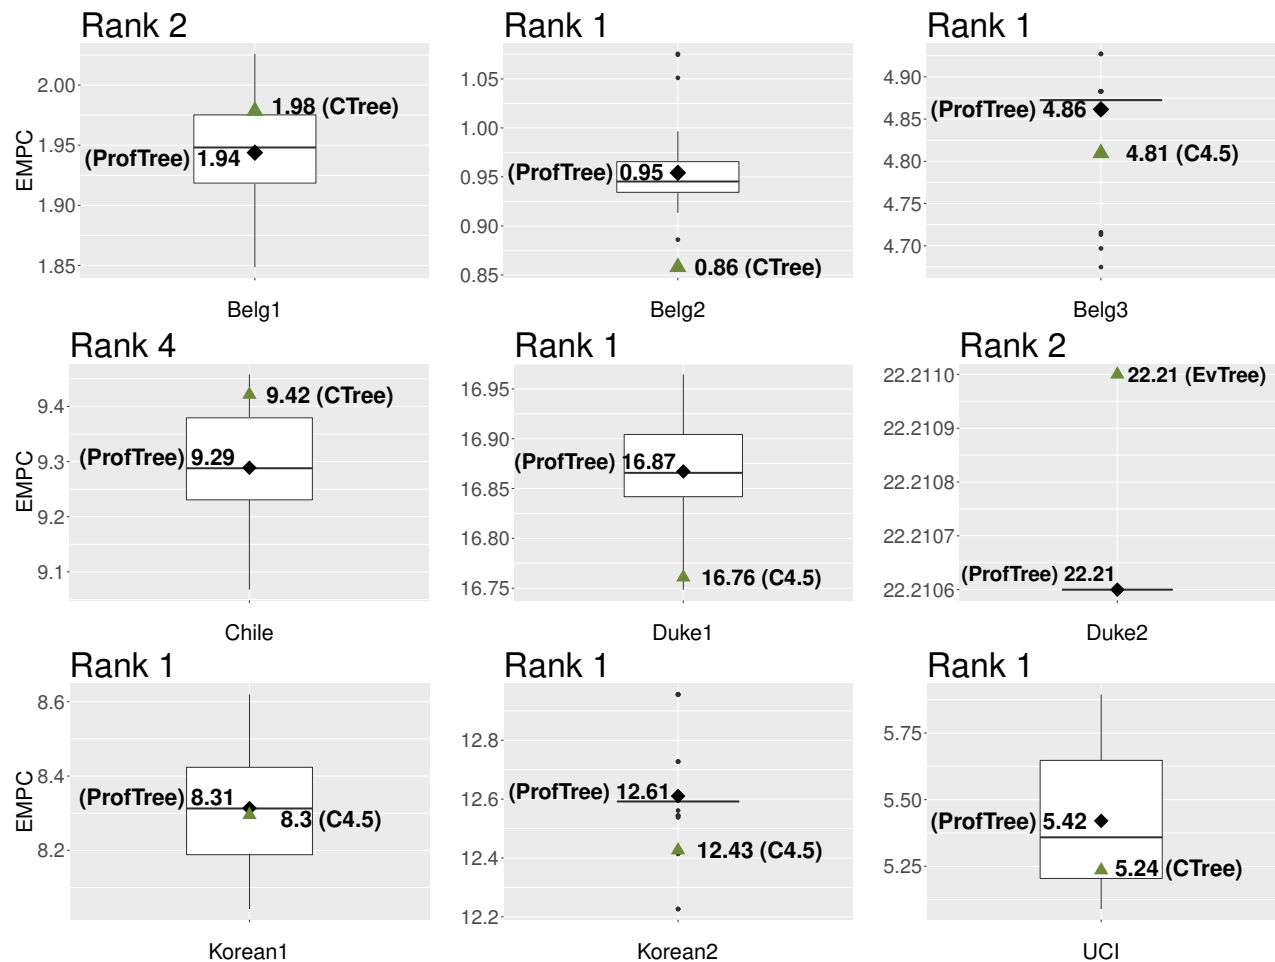 Rank 2
Rank 1
Rank 1
EMPC
2.00
1.95
1.90
1.85
1.98 (CTree)
(ProfTree) 1.94
Belg1
1.05
1.00
0.95
0.90
0.85
(ProfTree) 0.95
0.86 (CTree)
Belg2
4.90
4.85
4.80
4.75
4.70
(ProfTree) 4.86
4.81 (C4.5)
Belg3
Rank 4
Rank 1
Rank 2
EMPC
9.4
9.3
9.2
9.1
9.42 (CTree)
(ProfTree) 9.29
Chile
16.95
16.90
16.85
16.80
16.75
(ProfTree) 16.87
16.76 (C4.5)
Duke1
22.2110
22.2109
22.2108
22.2107
22.2106
22.21 (EvTree)
(ProfTree) 22.21
Duke2
Rank 1
Rank 1
Rank 1
EMPC
8.6
8.4
8.2
(ProfTree) 8.31
8.3 (C4.5)
Korean1
12.8
12.6
12.4
12.2
(ProfTree) 12.61
12.43 (C4.5)
Korean2
5.75
5.50
5.25
(ProfTree) 5.42
5.24 (CTree)
UCI